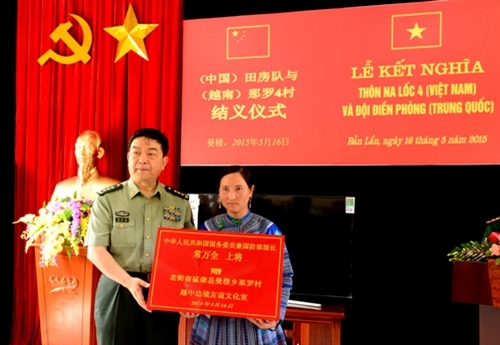 （中国）田房队与
（越南）那罗4村
结义仪式
曼楼，2015年5月16日
LỄ KẾT NGHĨA
THÔN NA LỐC 4 (VIỆT NAM)
VÀ ĐỘI ĐIỀN PHÒNG (TRUNG QUỐC)
Bản Lầu, ngày 16 tháng 5 năm 2015
中华人民共和国国务委员兼国防部部长
常万全 上将
老街省猛康县曼楼乡那罗村
越中边境友谊文化室
2015年5月16日